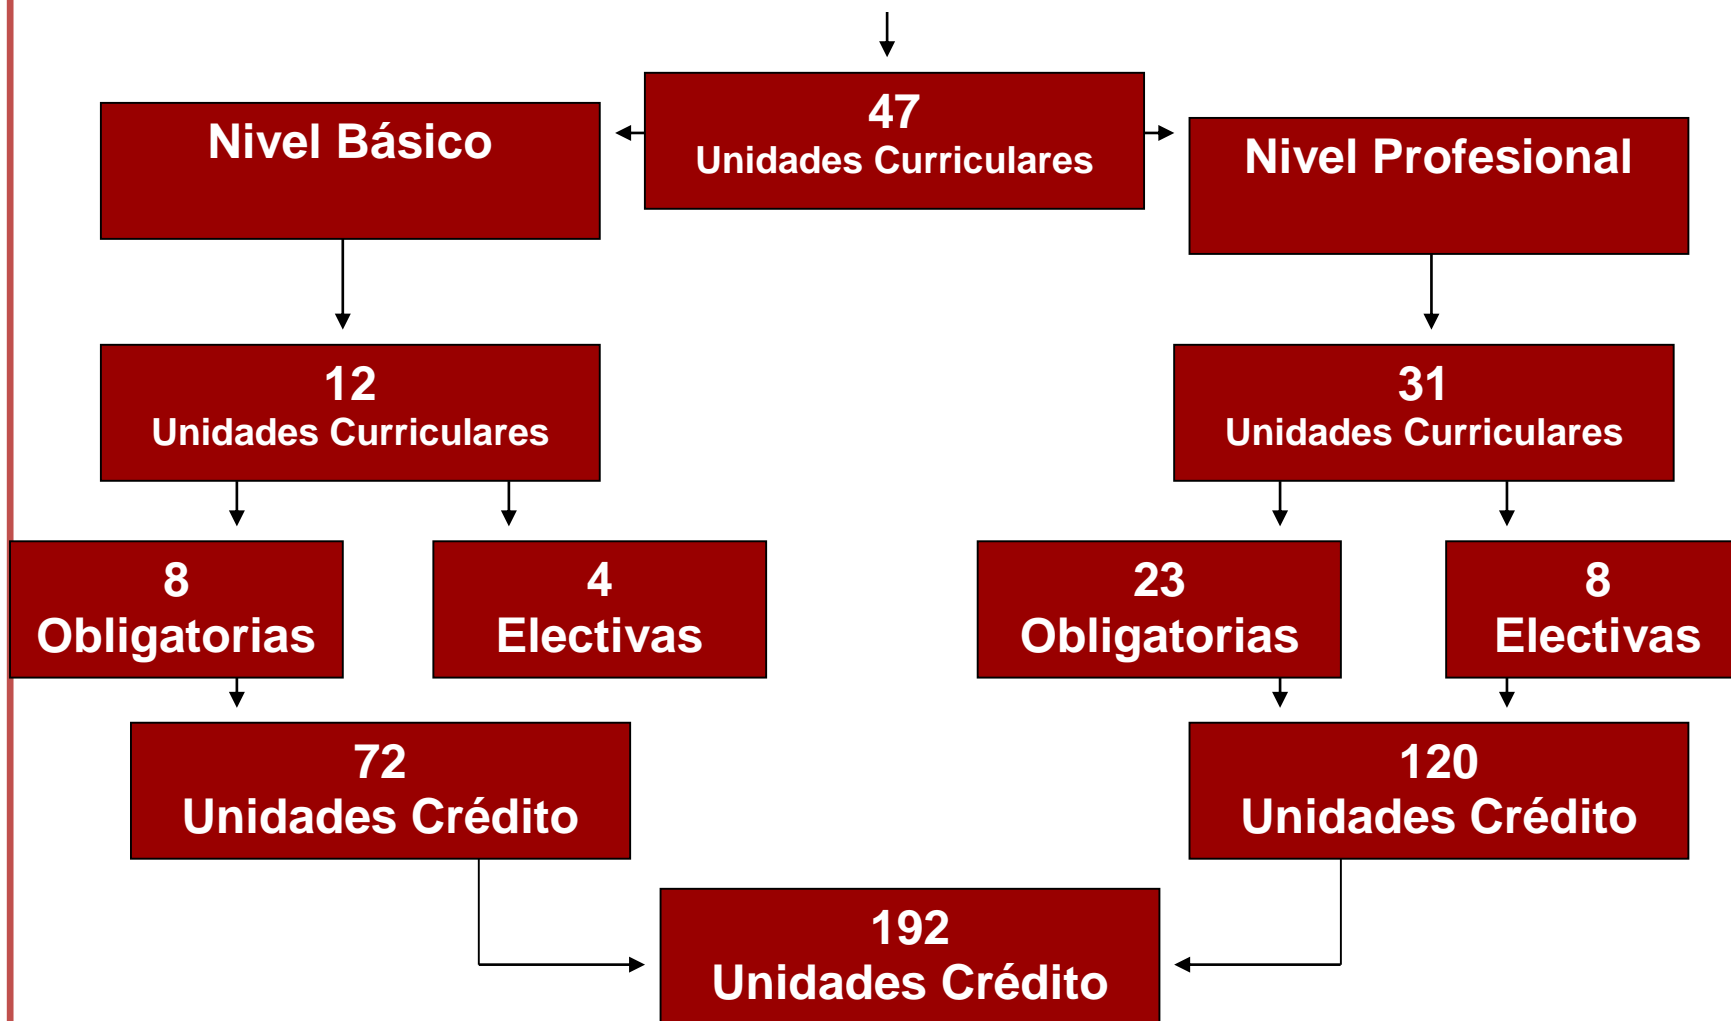 47
Unidades Curriculares
Nivel Básico
Nivel Profesional
12
Unidades Curriculares
31
Unidades Curriculares
8
Obligatorias
4
Electivas
23
Obligatorias
8
Electivas
72
Unidades Crédito
120
Unidades Crédito
192
Unidades Crédito